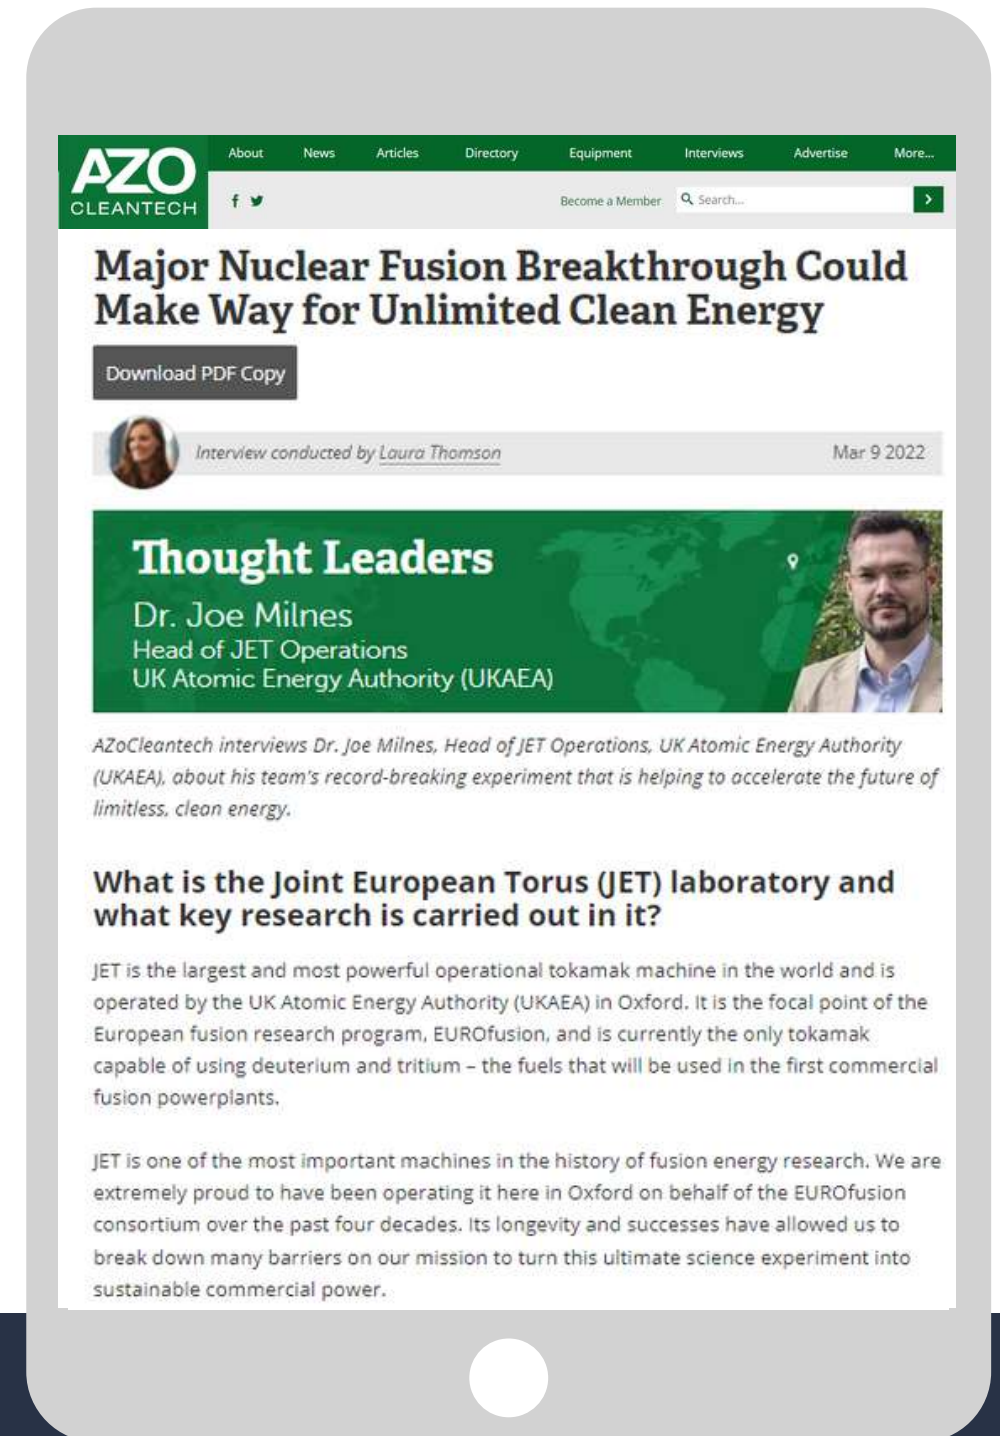 AZO
CLEANTECH
About News Articles Directory Equipment Interviews Advertise More...
f
Become a Member
Search...
Major Nuclear Fusion Breakthrough Could
Make Way for Unlimited Clean Energy
Download PDF Copy
Interview conducted by Laura Thomson
Mar 9 2022
Thought Leaders
Dr. Joe Milnes
Head of JET Operations
UK Atomic Energy Authority (UKAEA)
AZoCleantech interviews Dr. Joe Milnes, Head of JET Operations, UK Atomic Energy Authority
(UKAEA), about his team's record-breaking experiment that is helping to accelerate the future of
limitless, clean energy.
What is the Joint European Torus (JET) laboratory and
what key research is carried out in it?
JET is the largest and most powerful operational tokamak machine in the world and is
operated by the UK Atomic Energy Authority (UKAEA) in Oxford. It is the focal point of the
European fusion research program, EUROfusion, and is currently the only tokamak
capable of using deuterium and tritium – the fuels that will be used in the first commercial
fusion powerplants.
JET is one of the most important machines in the history of fusion energy research. We are
extremely proud to have been operating it here in Oxford on behalf of the EUROfusion
consortium over the past four decades. Its longevity and successes have allowed us to
break down many barriers on our mission to turn this ultimate science experiment into
sustainable commercial power.